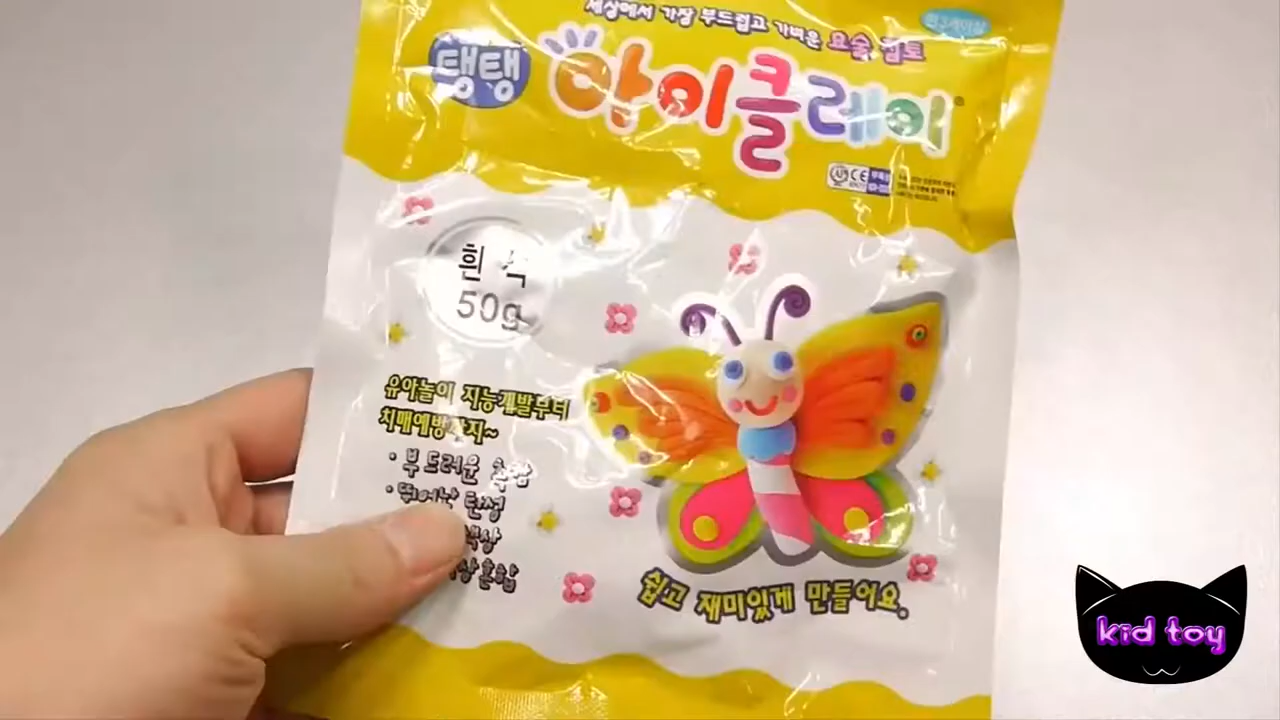 세상에서 가장 부드럽고 가벼운 요술 점토
탱탱
아이클레이
CE
50g
유아놀이 지능개발부터
치매예방까지~
· 부드러운 촉감
· 뛰어난 탄성
색상
쉽고 재미있게 만들어요.
kid toy